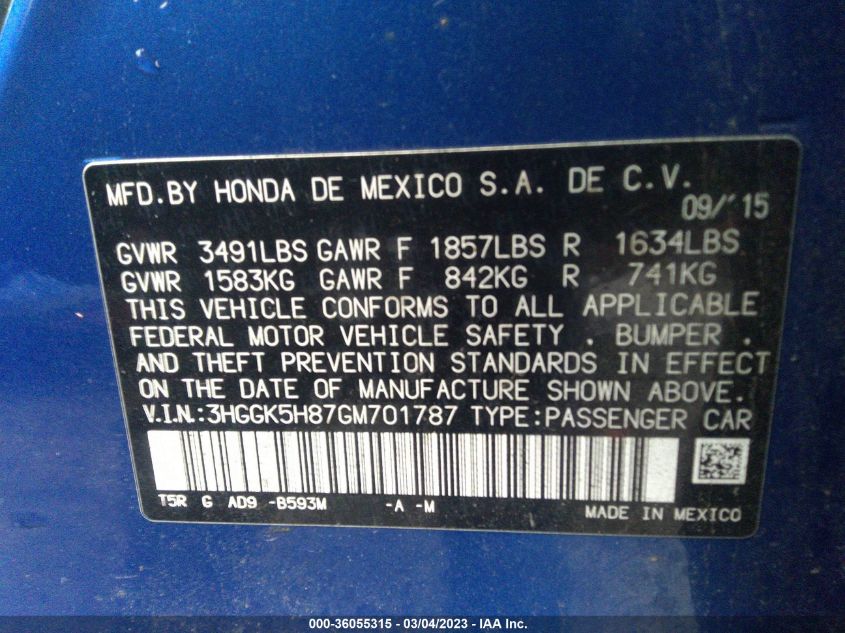 MFD.BY HONDA DE MEXICO S.A. DE C.V.
09/'15
GVWR 3491LBS GAWR F 1857LBS R 1634LBS
GVWR 1583KG GAWR F 842KG R 741KG
THIS VEHICLE CONFORMS TO ALL APPLICABLE
FEDERAL MOTOR VEHICLE SAFETY , BUMPER ,
AND THEFT PREVENTION STANDARDS IN EFFECT
ON THE DATE OF MANUFACTURE SHOWN ABOVE.
V.I.N.:3HGGK5H87GM701787 TYPE:PASSENGER CAR
T5R G AD9 -B593M -A -M
MADE IN MEXICO
000-36055315 - 03/04/2023 - IAA Inc.